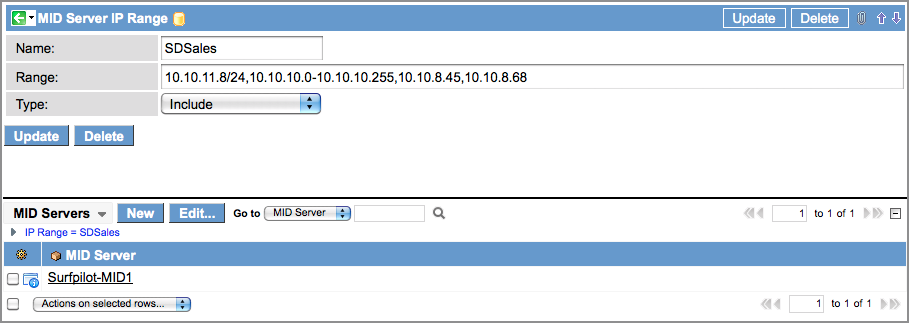 MID Server IP Range Update Delete
Name: SDSales
Range: 10.10.11.8/24,10.10.10.0-10.10.10.255,10.10.8.45,10.10.8.68
Type: Include
Update Delete
MID Servers New Edit... Go to MID Server 1 to 1 of 1
IP Range = SDSales
MID Server
Surfpilot-MID1
Actions on selected rows... 1 to 1 of 1